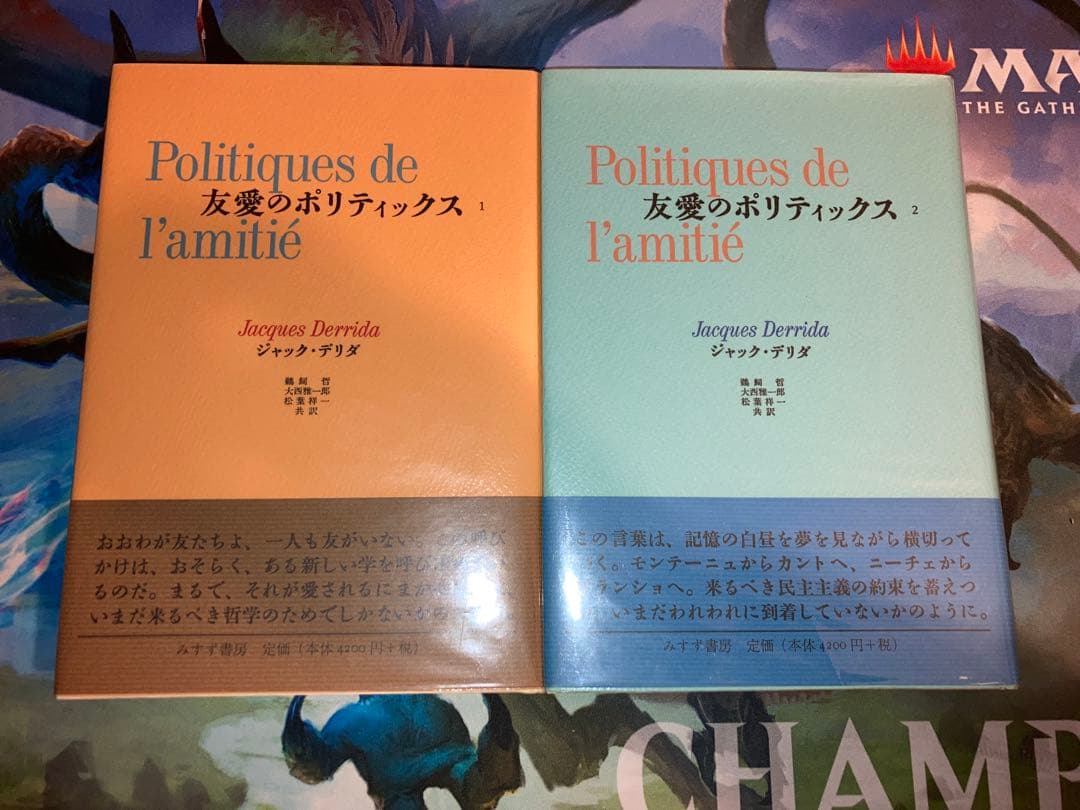 Politiques de
友愛のポリティックス 1
l'amitié
Jacques Derrida
ジャック・デリダ
鵜飼 哲
大西雅一郎
松葉祥一
共訳
おおわが友たちよ、一人も友がいない。この呼び
かけは、おそらく、ある新しい学を呼び
るのだ。まるで、それが愛されるにまか
いまだ来るべき哲学のためでしかないかの
みすず書房 定価(本体4200円+税)
Politiques de
友愛のポリティックス 2
l'amitié
Jacques Derrida
ジャック・デリダ
鵜飼 哲
大西雅一郎
松葉祥一
共訳
この言葉は、記憶の白昼を夢を見ながら横切って
く。モンテーニュからカントへ、ニーチェから
ランショへ。来るべき民主主義の約束を蓄えつ
いまだわれわれに到着していないかのように。
みすず書房 定価(本体4200円+税)
MA
THE GATH
CHAMP